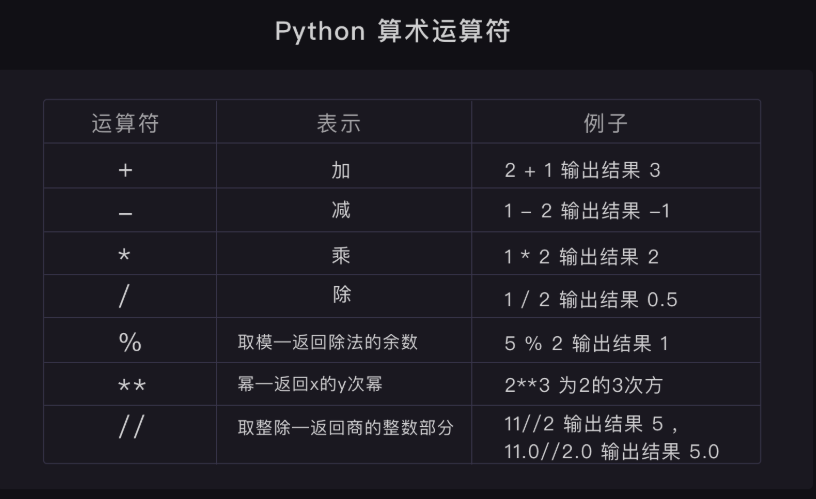 Python 算术运算符
运算符 表示 例子
+ 加 2 + 1 输出结果 3
– 减 1 – 2 输出结果 –1
* 乘 1 * 2 输出结果 2
/ 除 1 / 2 输出结果 0.5
% 取模一返回除法的余数 5 % 2 输出结果 1
** 幂一返回x的y次幂 2**3 为2的3次方
// 取整除一返回商的整数部分 11//2 输出结果 5 ,
11.0//2.0 输出结果 5.0